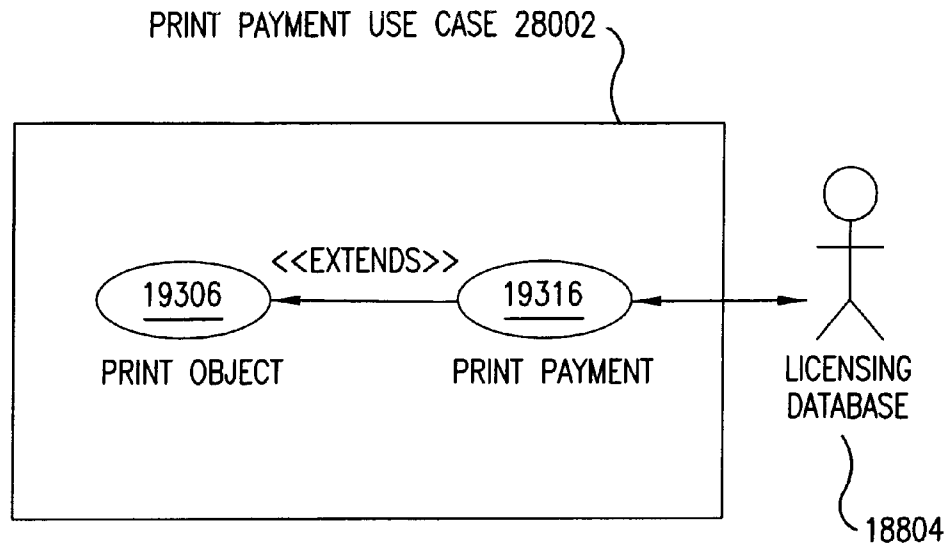 PRINT PAYMENT USE CASE 28002
<<EXTENDS>>
19306
19316
PRINT OBJECT
PRINT PAYMENT
LICENSING
DATABASE
18804